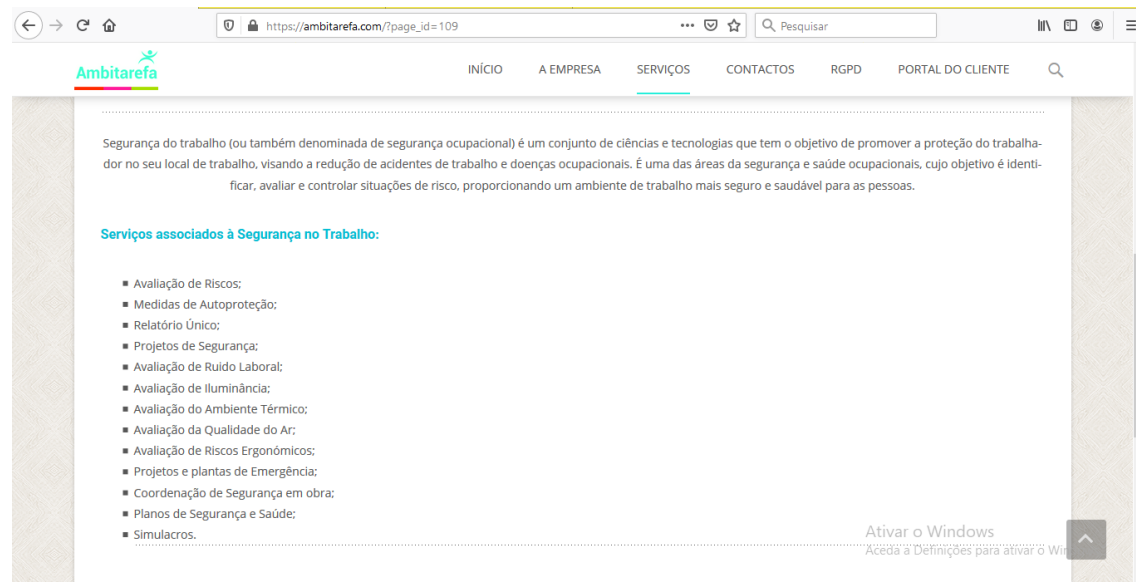 https://ambitarefa.com/?page_id=109
Pesquisar
Ambitarefa
INÍCIO A EMPRESA SERVIÇOS CONTACTOS RGPD PORTAL DO CLIENTE
Segurança do trabalho (ou também denominada de segurança ocupacional) é um conjunto de ciências e tecnologias que tem o objetivo de promover a proteção do trabalha-
dor no seu local de trabalho, visando a redução de acidentes de trabalho e doenças ocupacionais. É uma das áreas da segurança e saúde ocupacionais, cujo objetivo é identi-
ficar, avaliar e controlar situações de risco, proporcionando um ambiente de trabalho mais seguro e saudável para as pessoas.
Serviços associados à Segurança no Trabalho:
Avaliação de Riscos;
Medidas de Autoproteção;
Relatório Único;
Projetos de Segurança;
Avaliação de Ruido Laboral;
Avaliação de Iluminância;
Avaliação do Ambiente Térmico;
Avaliação da Qualidade do Ar;
Avaliação de Riscos Ergonómicos;
Projetos e plantas de Emergência;
Coordenação de Segurança em obra;
Planos de Segurança e Saúde;
Simulacros.
Ativar o Windows
Aceda a Definições para ativar o Win